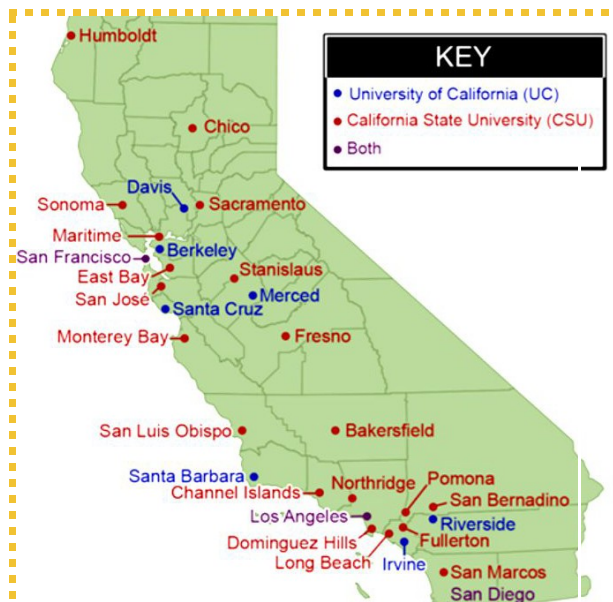 Humboldt
KEY
University of California (UC)
California State University (CSU)
Both
Chico
Davis
Sonoma
Sacramento
Maritime
Berkeley
San Francisco
East Bay
Stanislaus
San José
Merced
Santa Cruz
Monterey Bay
Fresno
San Luis Obispo
Bakersfield
Santa Barbara
Northridge
Pomona
Channel Islands
San Bernadino
Los Angeles
Riverside
Dominguez Hills
Fullerton
Long Beach
Irvine
San Marcos
San Diego